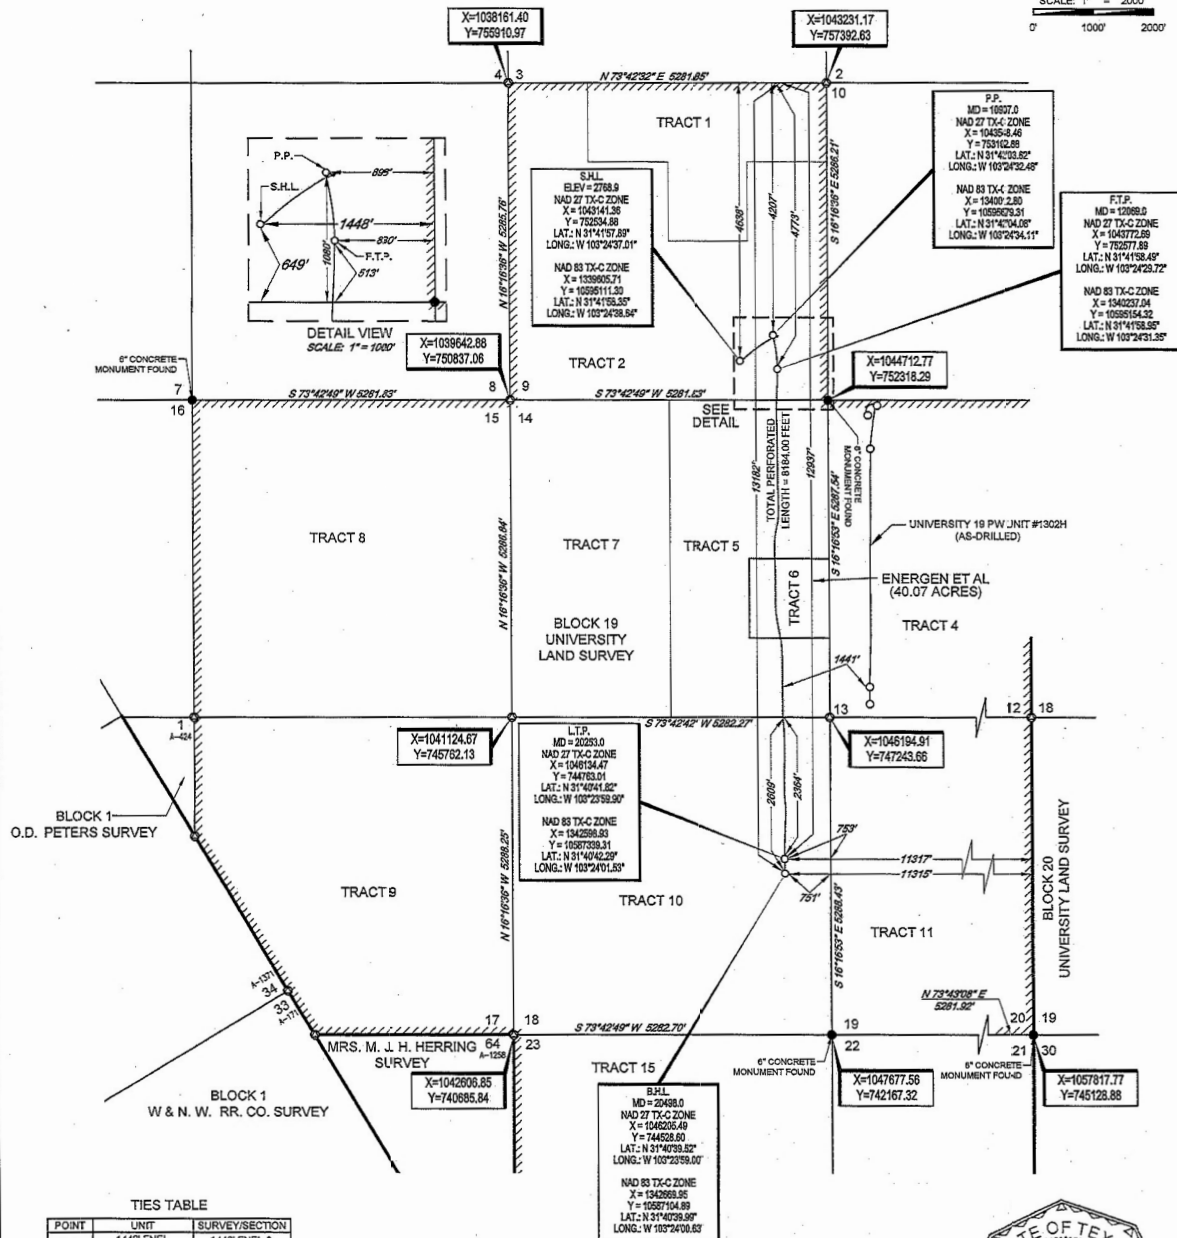 SCALE: 1" = 2000'
0' 1000' 2000'
X=1038161.40
Y=755910.97
X=1043231.17
Y=757392.63
4 3
N 73°42'32" E 5281.85'
2
10
TRACT 1
P.P.
S.H.L.
1448'
830'
F.T.P.
649'
1080'
513'
DETAIL VIEW
SCALE: 1" = 1000'
N 16°16'36" W 5285.76'
S 16°16'36" E 5286.21'
4638'
4207'
4773'
S.H.L.
ELEV = 2768.9
NAD 27 TX-C ZONE
X = 1043141.36
Y = 752534.88
LAT.: N 31°41'57.89"
LONG.: W 103°24'37.01"
NAD 83 TX-C ZONE
X = 1339605.71
Y = 10595111.30
LONG.: W 103°24'38.64"
P.P.
MD = 10907.0
NAD 27 TX-C ZONE
Y = 753102.88
LAT.: N 31°42'03.62"
LONG.: W 103°24'32.48"
NAD 83 TX-C ZONE
Y = 10595679.31
LAT.: N 31°42'04.08"
LONG.: W 103°24'34.11"
F.T.P.
MD = 12069.0
NAD 27 TX-C ZONE
X = 1043772.69
Y = 752577.89
LAT.: N 31°41'58.49"
LONG.: W 103°24'29.72"
NAD 83 TX-C ZONE
X = 1340237.04
Y = 10595154.32
LAT.: N 31°41'58.95"
LONG.: W 103°24'31.35"
X=1039642.88
Y=750837.06
TRACT 2
X=1044712.77
Y=752318.29
6" CONCRETE
MONUMENT FOUND
7
16
S 73°42'49" W 5281.83'
8 9
15 14
S 73°42'49" W 5281.83'
SEE
DETAIL
6" CONCRETE
MONUMENT FOUND
TOTAL PERFORATED
LENGTH = 8184.00 FEET
13182'
12937'
S 16°16'53" E 5287.54'
UNIVERSITY 19 PW UNIT #1302H
(AS-DRILLED)
TRACT 8
TRACT 7
TRACT 5
TRACT 6
ENERGEN ET AL
(40.07 ACRES)
TRACT 4
N 16°16'36" W 5286.84'
BLOCK 19
UNIVERSITY
LAND SURVEY
1441'
1
A-424
S 73°42'42" W 5282.27'
13
12 18
X=1041124.67
Y=745762.13
X=1046194.91
Y=747243.66
L.T.P.
MD = 20253.0
NAD 27 TX-C ZONE
X = 1046134.47
Y = 744763.01
LAT.: N 31°40'41.82"
LONG.: W 103°23'59.90"
NAD 83 TX-C ZONE
X = 1342598.93
Y = 10587339.31
LAT.: N 31°40'42.29"
LONG.: W 103°24'01.53"
2609'
2364'
753'
11317'
11315'
751'
BLOCK 1
O.D. PETERS SURVEY
BLOCK 20
UNIVERSITY LAND SURVEY
TRACT 9
TRACT 10
TRACT 11
N 16°16'36" W 5288.25'
S 16°16'53" E 5288.43'
A-1371
34
33
A-171
N 73°43'08" E
5281.92'
17 18
64 23
A-1258
S 73°42'49" W 5282.70'
19
22
20 19
21 30
MRS. M. J. H. HERRING
SURVEY
TRACT 15
6" CONCRETE
MONUMENT FOUND
6" CONCRETE
MONUMENT FOUND
X=1042606.85
Y=740685.84
X=1047677.56
Y=742167.32
X=1057817.77
Y=745128.88
BLOCK 1
W & N. W. RR. CO. SURVEY
B.H.L.
MD = 20498.0
NAD 27 TX-C ZONE
X = 1046205.49
Y = 744528.60
LAT.: N 31°40'39.52"
LONG.: W 103°23'59.00"
NAD 83 TX-C ZONE
X = 1342669.95
Y = 10587104.89
LAT.: N 31°40'39.99"
LONG.: W 103°24'00.63"
TIES TABLE
POINT UNIT SURVEY/SECTION